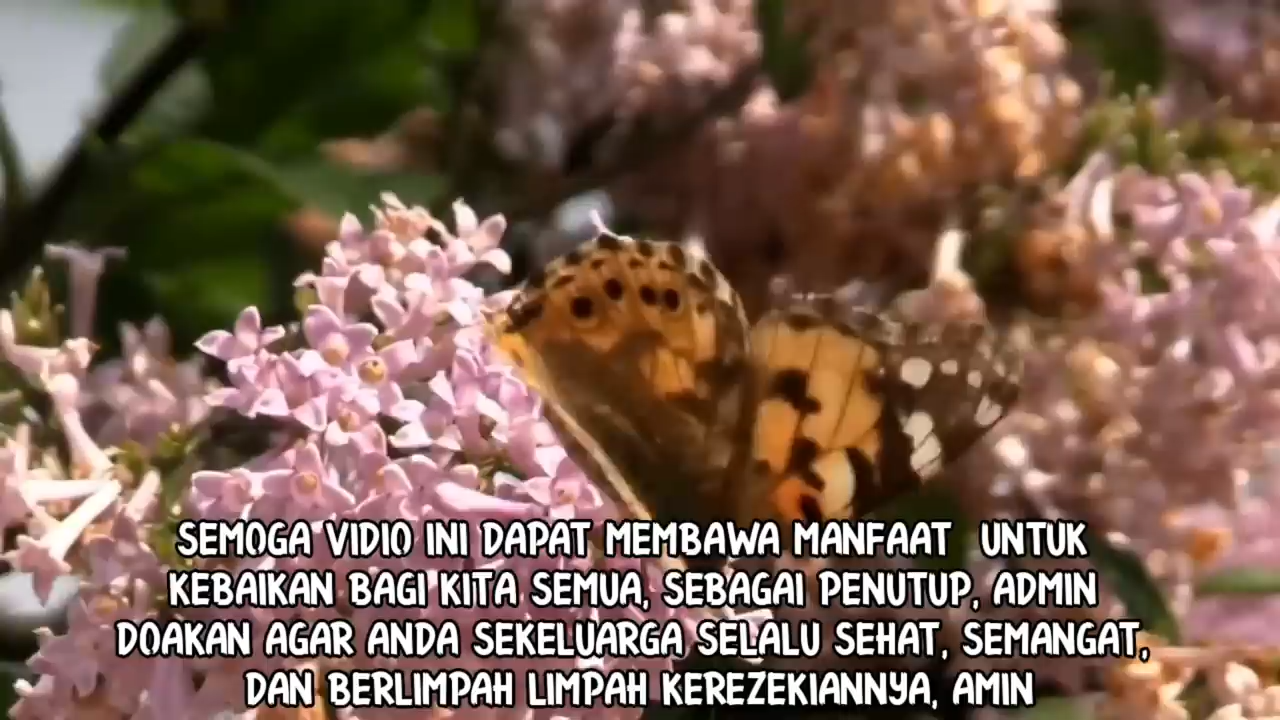 SEMOGA VIDIO INI DAPAT MEMBAWA MANFAAT UNTUK
KEBAIKAN BAGI KITA SEMUA, SEBAGAI PENUTUP, ADMIN
DOAKAN AGAR ANDA SEKELUARGA SELALU SEHAT, SEMANGAT,
DAN BERLIMPAH LIMPAH KEREZEKIANNYA, AMIN